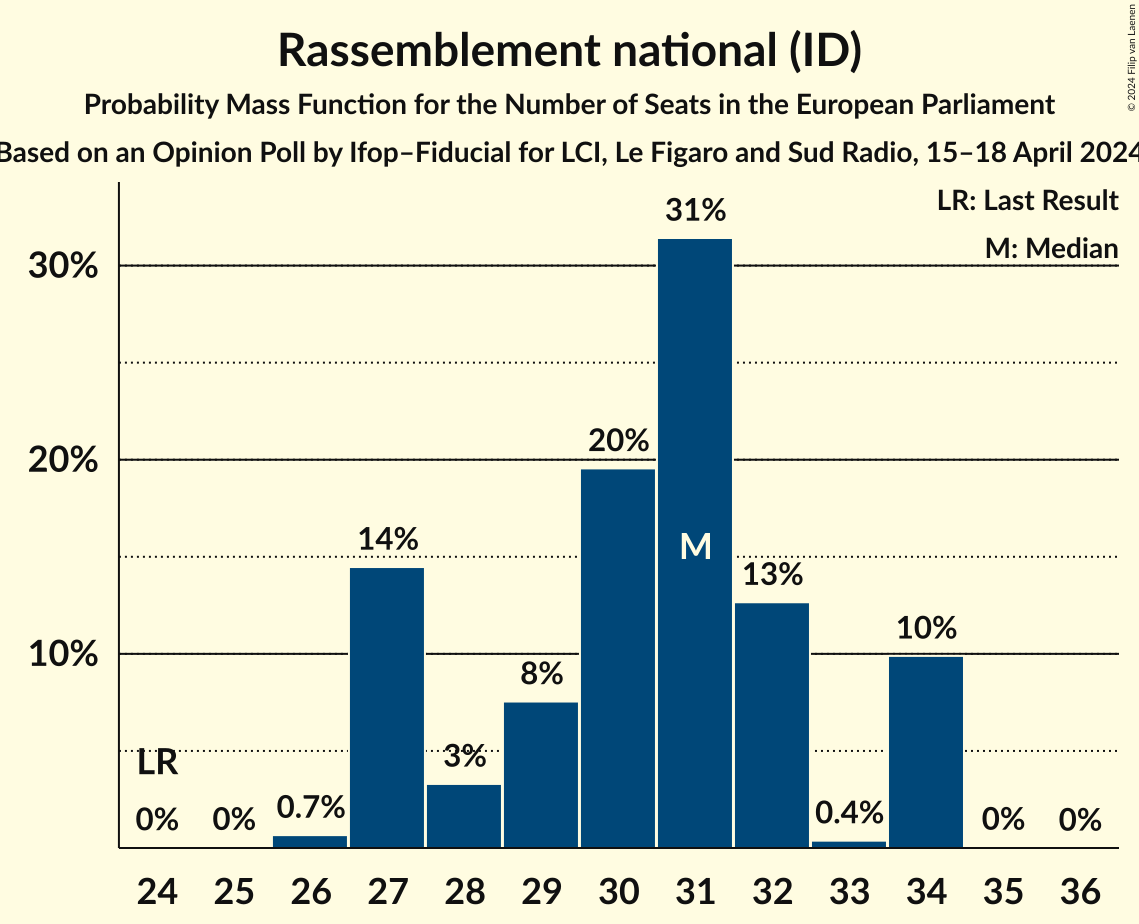 Rassemblement national (ID)
Probability Mass Function for the Number of Seats in the European Parliament
Based on an Opinion Poll by Ifop–Fiducial for LCI, Le Figaro and Sud Radio, 15–18 April 2024
© 2024 Filip van Laenen
LR: Last Result
M: Median
30%
20%
10%
LR
0%
0%
0.7%
14%
3%
8%
20%
31%
M
13%
0.4%
10%
0%
0%
24 25 26 27 28 29 30 31 32 33 34 35 36